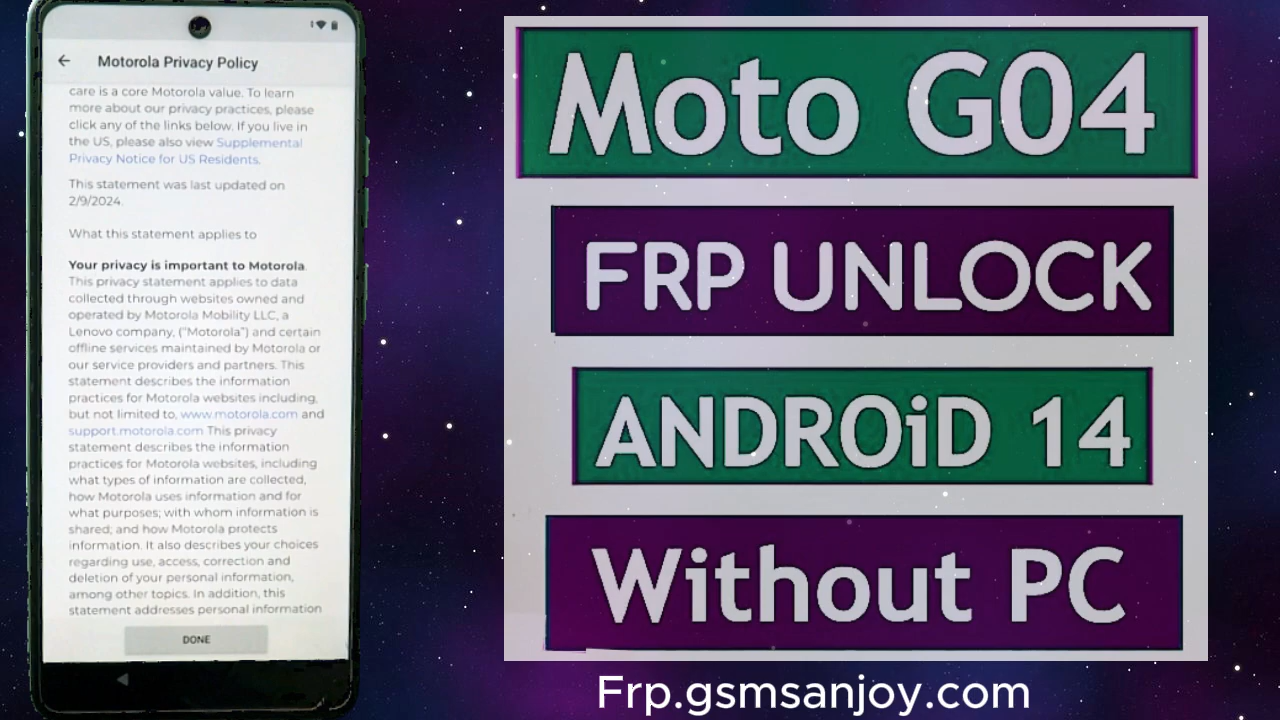 Motorola Privacy Policy
care is a core Motorola value. To learn
more about our privacy practices, please
click any of the links below. If you live in
the US, please also view Supplemental
Privacy Notice for US Residents.
This statement was last updated on
2/9/2024.
What this statement applies to
Your privacy is important to Motorola.
This privacy statement applies to data
collected through websites owned and
operated by Motorola Mobility LLC, a
Lenovo company, ("Motorola") and certain
offline services maintained by Motorola or
our service providers and partners. This
statement describes the information
practices for Motorola websites including,
but not limited to, www.motorola.com and
support.motorola.com This privacy
statement describes the information
practices for Motorola websites, including
what types of information are collected,
how Motorola uses information and for
what purposes; with whom information is
shared; and how Motorola protects
information. It also describes your choices
regarding use, access, correction and
deletion of your personal information,
among other topics. In addition, this
statement addresses personal information
DONE
Moto G04
FRP UNLOCK
ANDROiD 14
Without PC
Frp.gsmsanjoy.com